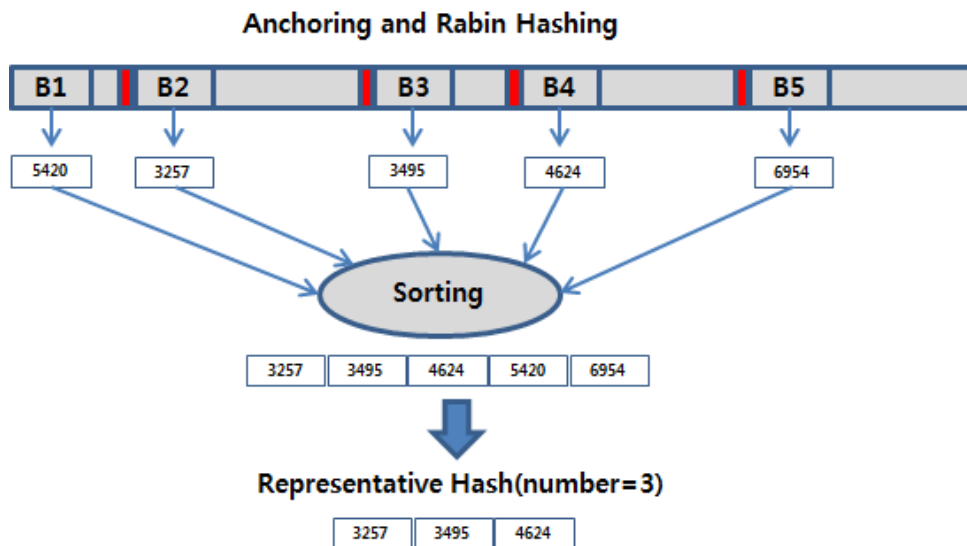 Anchoring and Rabin Hashing
B1 B2 B3 B4 B5
5420 3257 3495 4624 6954
Sorting
3257 3495 4624 5420 6954
Representative Hash(number=3)
3257 3495 4624